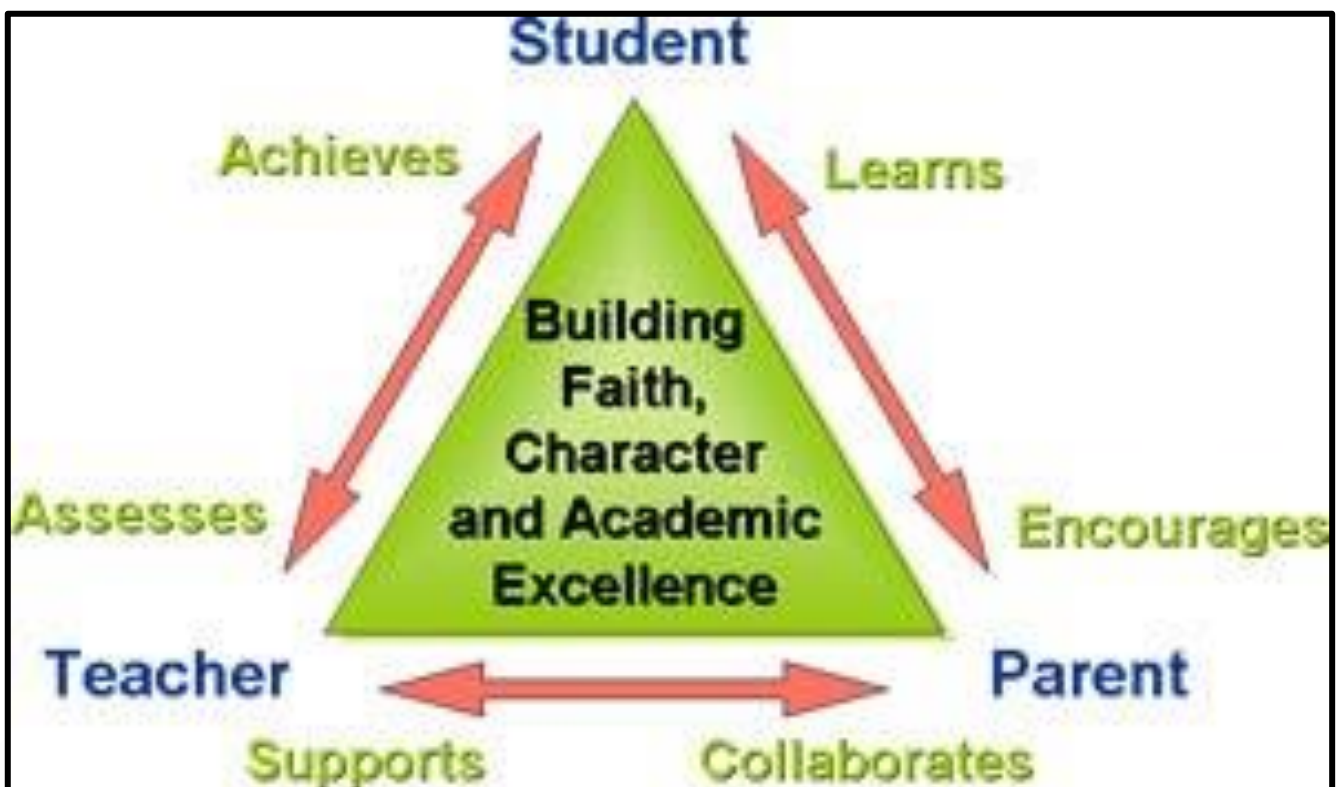 Student
Achieves
Learns
Building
Faith,
Character
and Academic
Excellence
Assesses
Encourages
Teacher
Parent
Supports
Collaborates